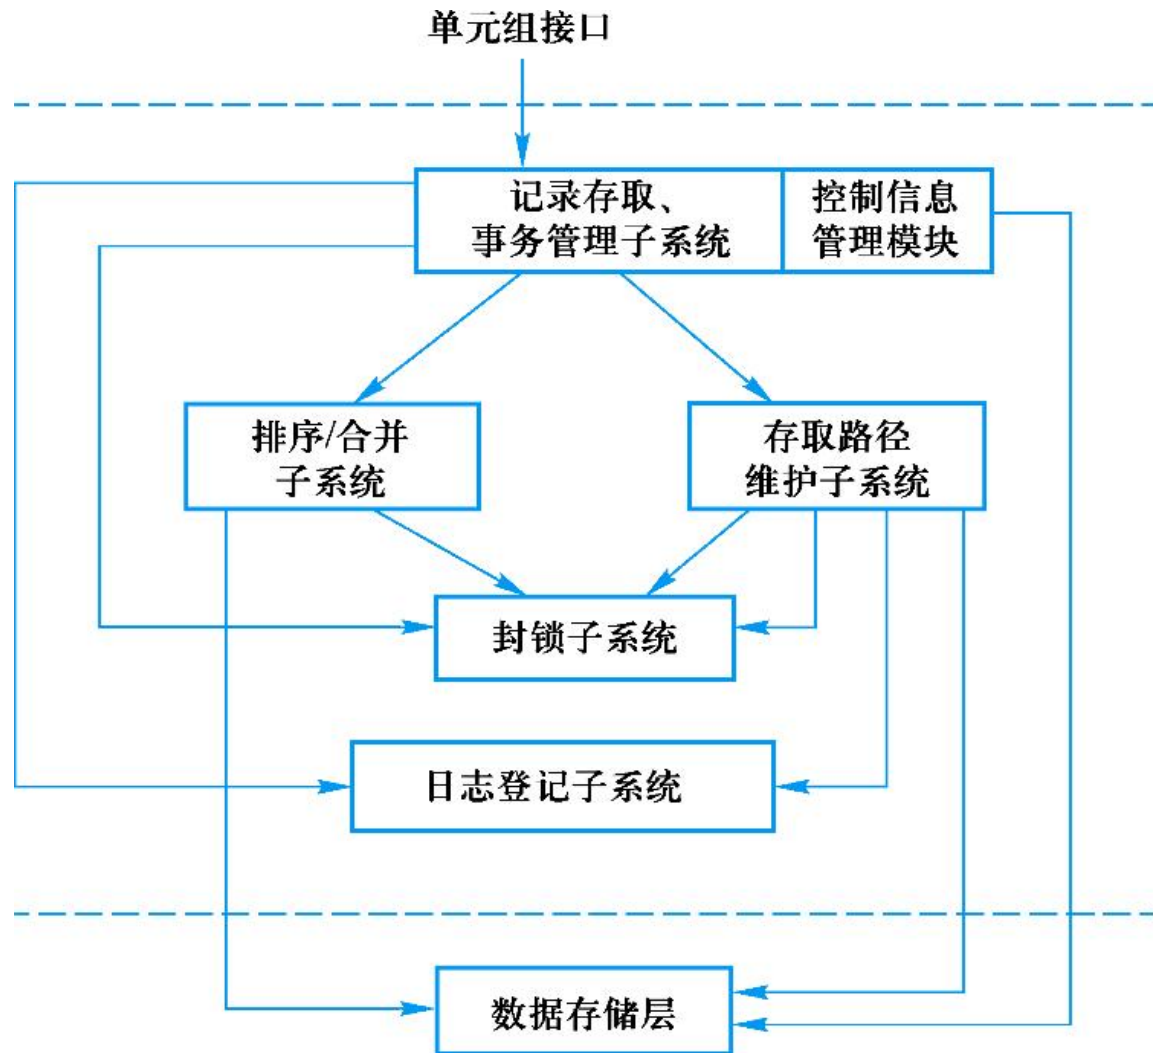 单元组接口
记录存取、
事务管理子系统
控制信息
管理模块
排序/合并
子系统
存取路径
维护子系统
封锁子系统
日志登记子系统
数据存储层